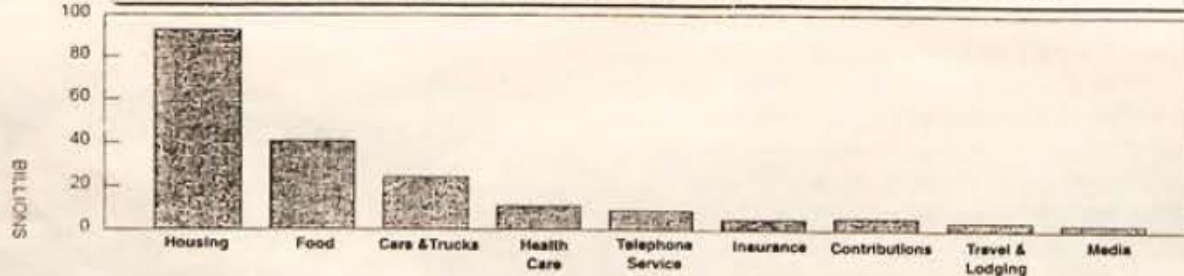 100
80
60
40
20
0
BILLIONS
Housing
Food
Cars & Trucks
Health
Care
Telephone
Service
Insurance
Contributions
Travel &
Lodging
Media